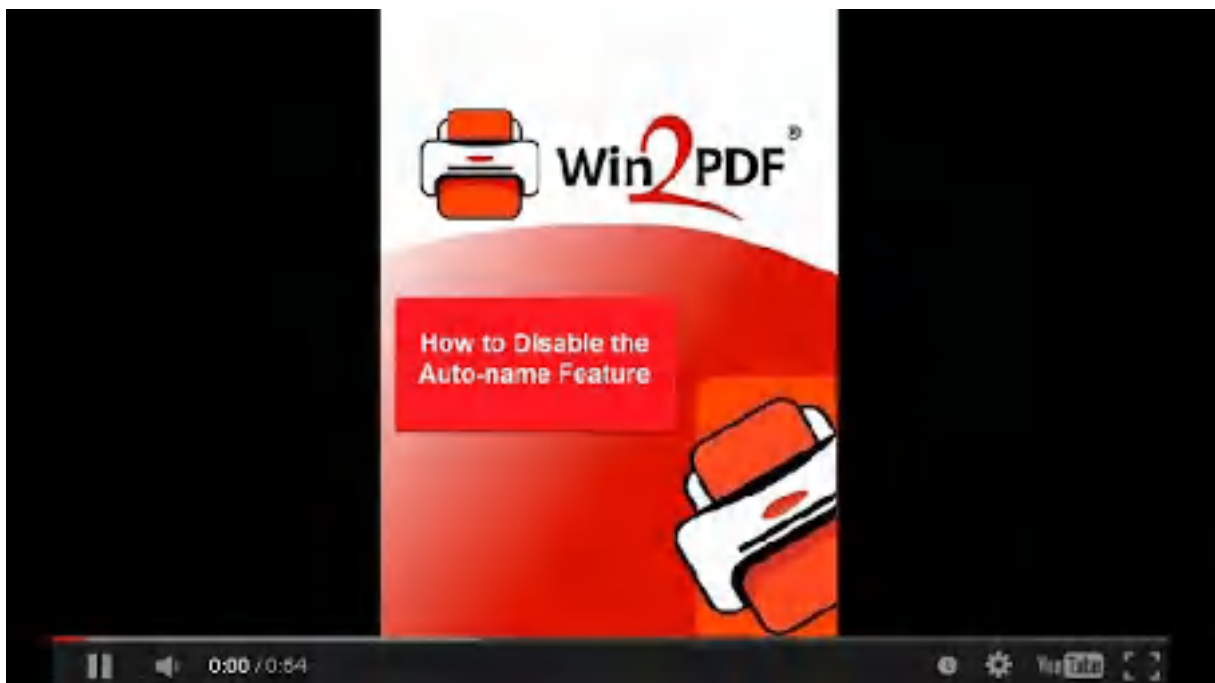 Win2PDF®
How to Disable the
Auto-name Feature
0:00 / 0:54
YouTube